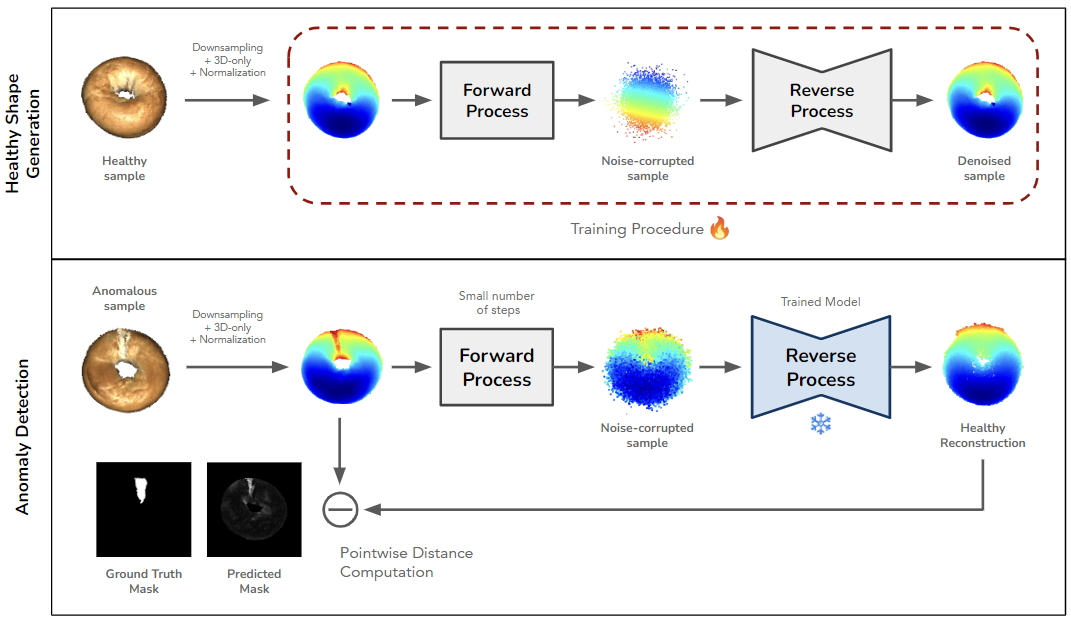 Healthy Shape
Generation
Downsampling
+ 3D-only
+ Normalization
Healthy
sample
Forward
Process
Noise-corrupted
sample
Reverse
Process
Denoised
sample
Training Procedure
Anomaly Detection
Anomalous
sample
Downsampling
+ 3D-only
+ Normalization
Small number
of steps
Forward
Process
Noise-corrupted
sample
Trained Model
Reverse
Process
Healthy
Reconstruction
Ground Truth
Mask
Predicted
Mask
Pointwise Distance
Computation